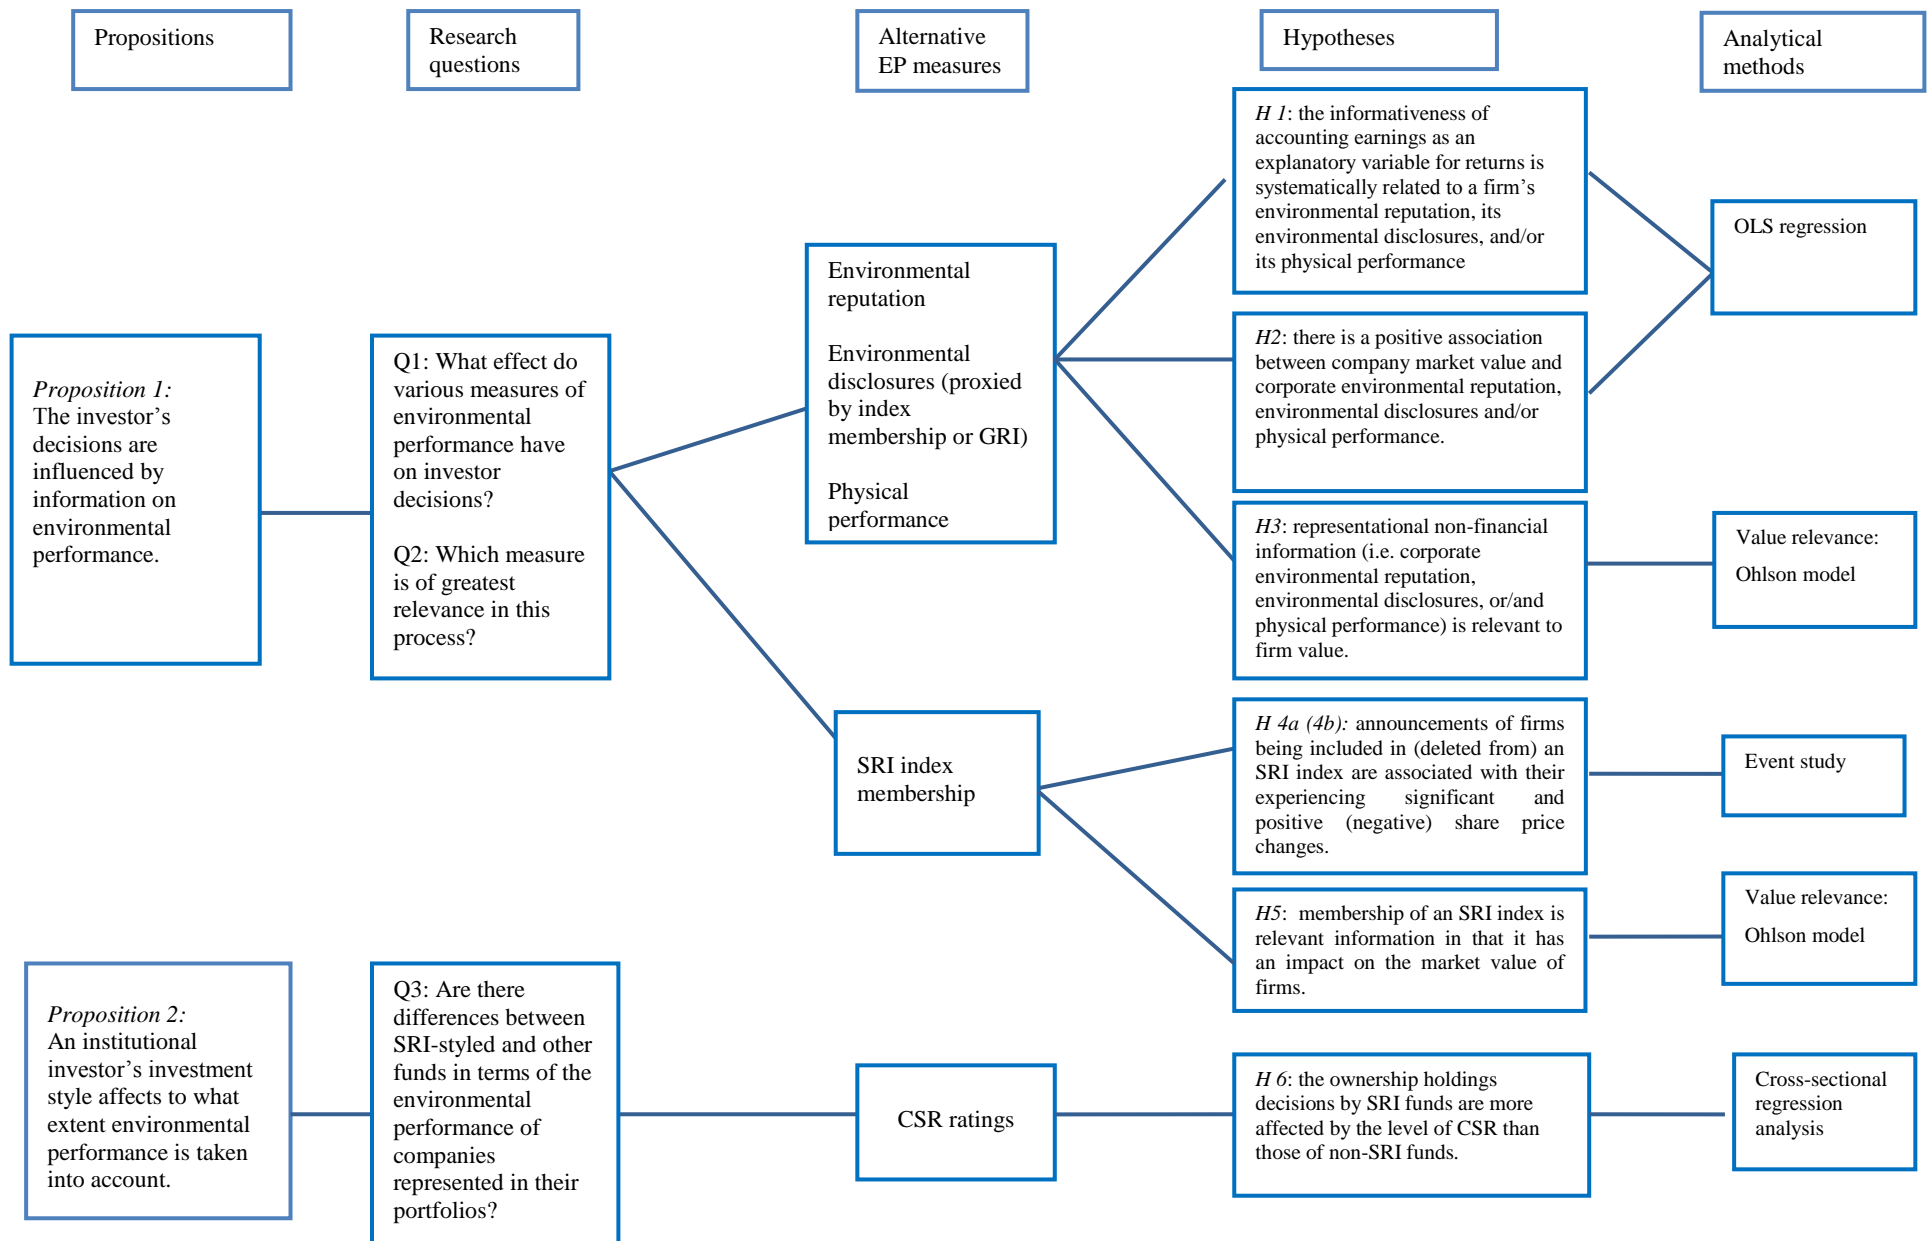 Propositions
Research
questions
Alternative
EP measures
Hypotheses
Analytical
methods
Proposition 1:
The investor’s
decisions are
influenced by
information on
environmental
performance.
Q1: What effect do
various measures of
environmental
performance have
on investor
decisions?
Q2: Which measure
is of greatest
relevance in this
process?
Environmental
reputation
Environmental
disclosures (proxied
by index
membership or GRI)
Physical
performance
H 1: the informativeness of
accounting earnings as an
explanatory variable for returns is
systematically related to a firm’s
environmental reputation, its
environmental disclosures, and/or
its physical performance
H2: there is a positive association
between company market value and
corporate environmental reputation,
environmental disclosures and/or
physical performance.
OLS regression
H3: representational non-financial
information (i.e. corporate
environmental reputation,
environmental disclosures, or/and
physical performance) is relevant to
firm value.
Value relevance:
Ohlson model
SRI index
membership
H 4a (4b): announcements of firms
being included in (deleted from) an
SRI index are associated with their
experiencing significant and
positive (negative) share price
changes.
Event study
H5: membership of an SRI index is
relevant information in that it has
an impact on the market value of
firms.
Value relevance:
Ohlson model
Proposition 2:
An institutional
investor’s investment
style affects to what
extent environmental
performance is taken
into account.
Q3: Are there
differences between
SRI-styled and other
funds in terms of the
environmental
performance of
companies
represented in their
portfolios?
CSR ratings
H 6: the ownership holdings
decisions by SRI funds are more
affected by the level of CSR than
those of non-SRI funds.
Cross-sectional
regression
analysis